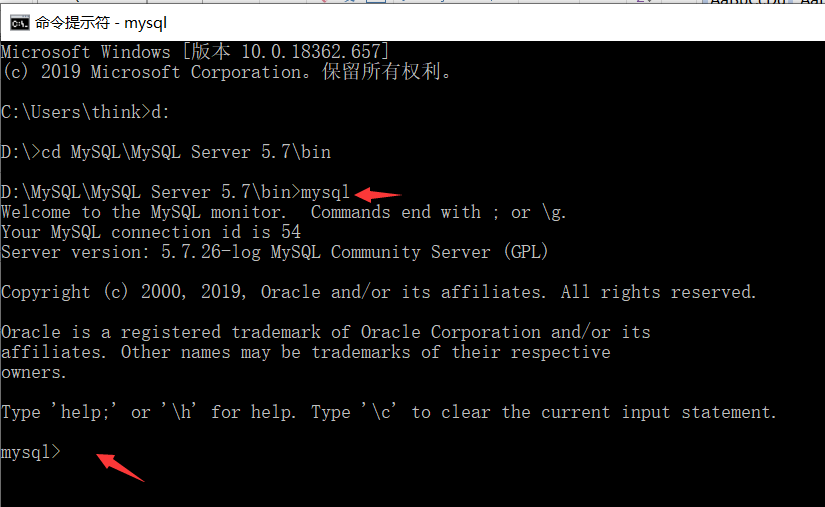 命令提示符 - mysql
Microsoft Windows [版本 10.0.18362.657]
(c) 2019 Microsoft Corporation。保留所有权利。
C:\Users\think>d:
D:\>cd MySQL\MySQL Server 5.7\bin
D:\MySQL\MySQL Server 5.7\bin>mysql
Welcome to the MySQL monitor.  Commands end with ; or \g.
Your MySQL connection id is 54
Server version: 5.7.26-log MySQL Community Server (GPL)
Copyright (c) 2000, 2019, Oracle and/or its affiliates. All rights reserved.
Oracle is a registered trademark of Oracle Corporation and/or its
affiliates. Other names may be trademarks of their respective
owners.
Type 'help;' or '\h' for help. Type '\c' to clear the current input statement.
mysql>